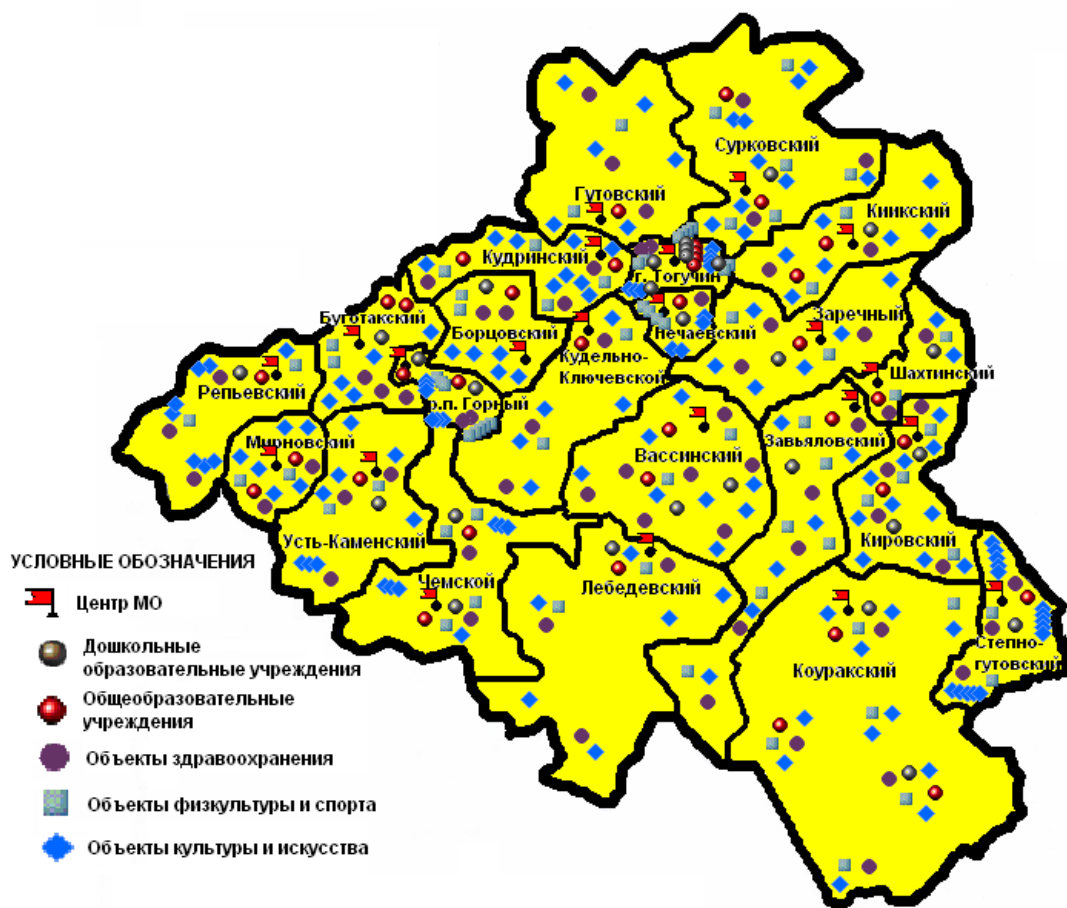 Сурковский
Гутовский
Киикский
Кудринский
г. Тогучин
Заречный
Буготакский
Борцовский
Нечаевский
Кудельно-
Ключевской
Шахтинский
Репьевский
р.п. Горный
Мирновский
Вассинский
Завьяловский
Усть-Каменский
Кировский
Чемской
Лебедевский
Степно-
гутовский
Коуракский
УСЛОВНЫЕ ОБОЗНАЧЕНИЯ
Центр МО
Дошкольные
образовательные учреждения
Общеобразовательные
учреждения
Объекты здравоохранения
Объекты физкультуры и спорта
Объекты культуры и искусства